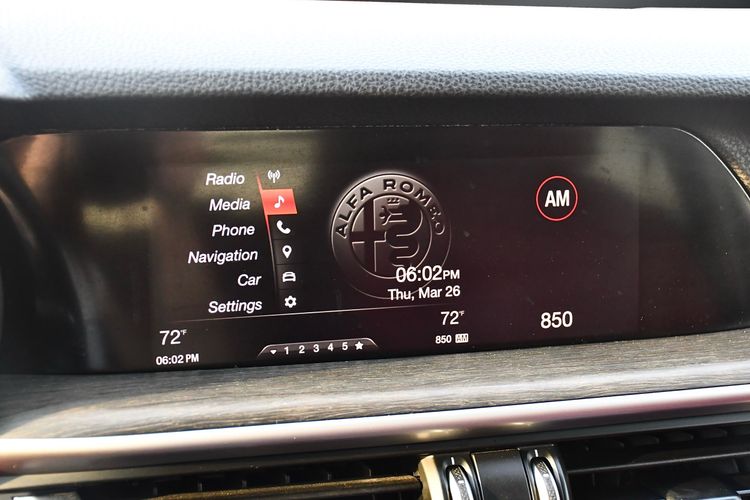 Radio
Media
Phone
Navigation
Car
Settings
ALFA ROMEO
06:02PM
Thu, Mar 26
AM
850
72°F
06:02 PM
1 2 3 4 5
72°F
850 AM